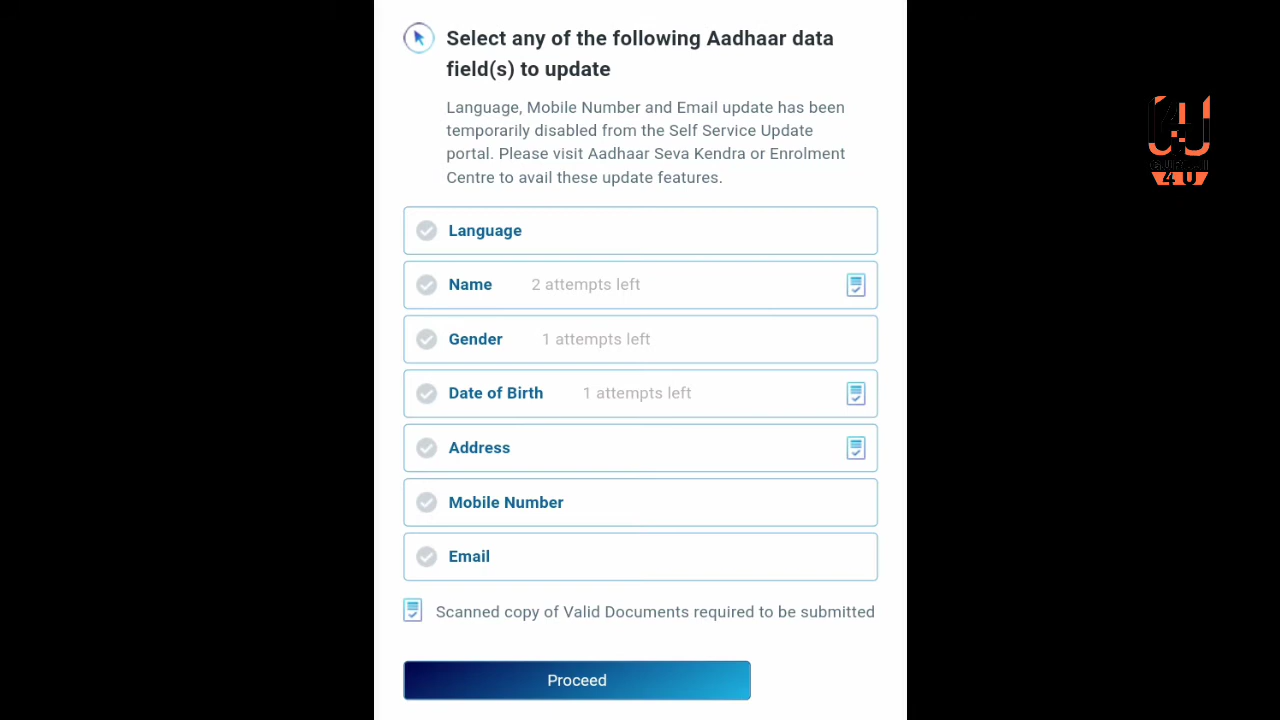 Select any of the following Aadhaar data
field(s) to update
Language, Mobile Number and Email update has been
temporarily disabled from the Self Service Update
portal. Please visit Aadhaar Seva Kendra or Enrolment
Centre to avail these update features.
Language
Name 2 attempts left
Gender 1 attempts left
Date of Birth 1 attempts left
Address
Mobile Number
Email
Scanned copy of Valid Documents required to be submitted
Proceed
4U